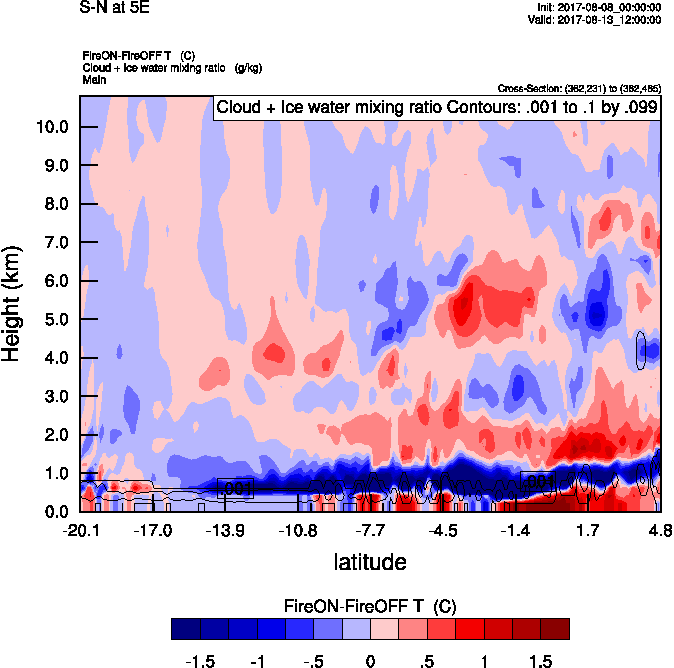 S-N at 5E
Init: 2017-08-08_00:00:00
Valid: 2017-08-13_12:00:00
FireON-FireOFF T (C)
Cloud + Ice water mixing ratio (g/kg)
Main
Cross-Section: (362,231) to (362,485)
Cloud + Ice water mixing ratio Contours: .001 to .1 by .099
10.0
9.0
8.0
7.0
6.0
5.0
4.0
3.0
2.0
1.0
0.0
Height (km)
.001
.001
-20.1 -17.0 -13.9 -10.8 -7.7 -4.5 -1.4 1.7 4.8
latitude
FireON-FireOFF T (C)
-1.5 -1 -.5 0 .5 1 1.5